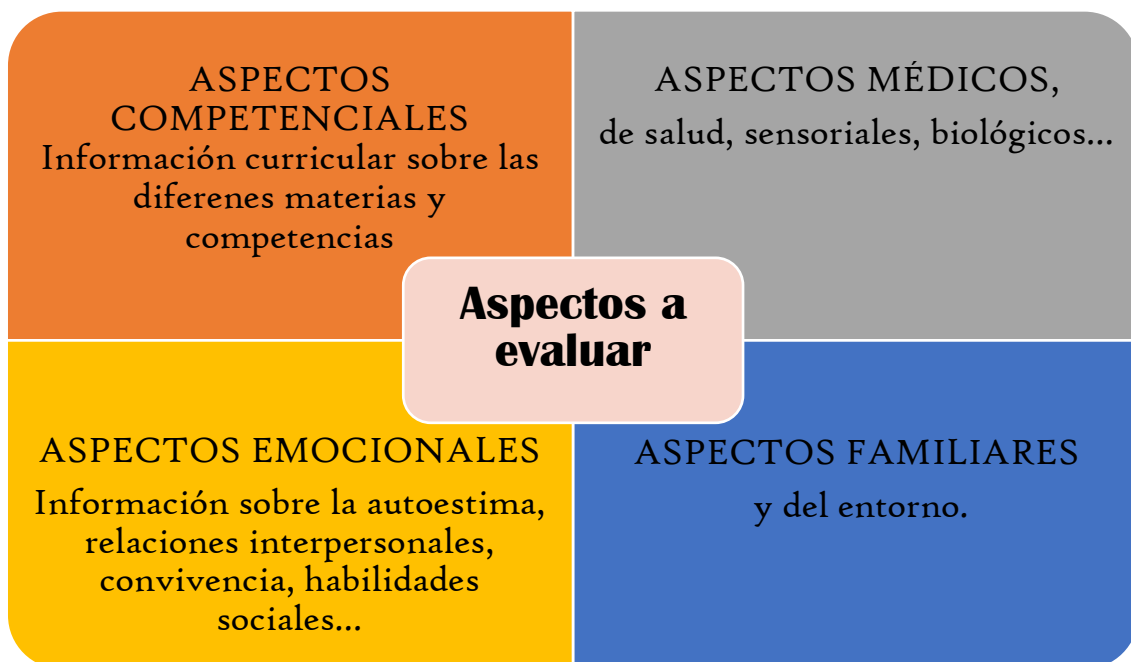 ASPECTOS
COMPETENCIALES
Información curricular sobre las
diferenes materias y
competencias
ASPECTOS MÉDICOS,
de salud, sensoriales, biológicos...
Aspectos a
evaluar
ASPECTOS EMOCIONALES
Información sobre la autoestima,
relaciones interpersonales,
convivencia, habilidades
sociales...
ASPECTOS FAMILIARES
y del entorno.